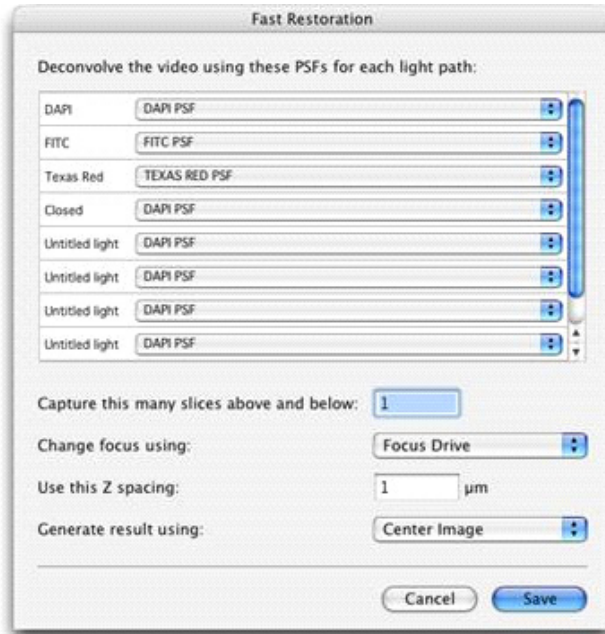 Fast Restoration
Deconvolve the video using these PSFs for each light path:
DAPI DAPI PSF
FITC FITC PSF
Texas Red TEXAS RED PSF
Closed DAPI PSF
Untitled light DAPI PSF
Untitled light DAPI PSF
Untitled light DAPI PSF
Untitled light DAPI PSF
Capture this many slices above and below: 1
Change focus using: Focus Drive
Use this Z spacing: 1 µm
Generate result using: Center Image
Cancel Save